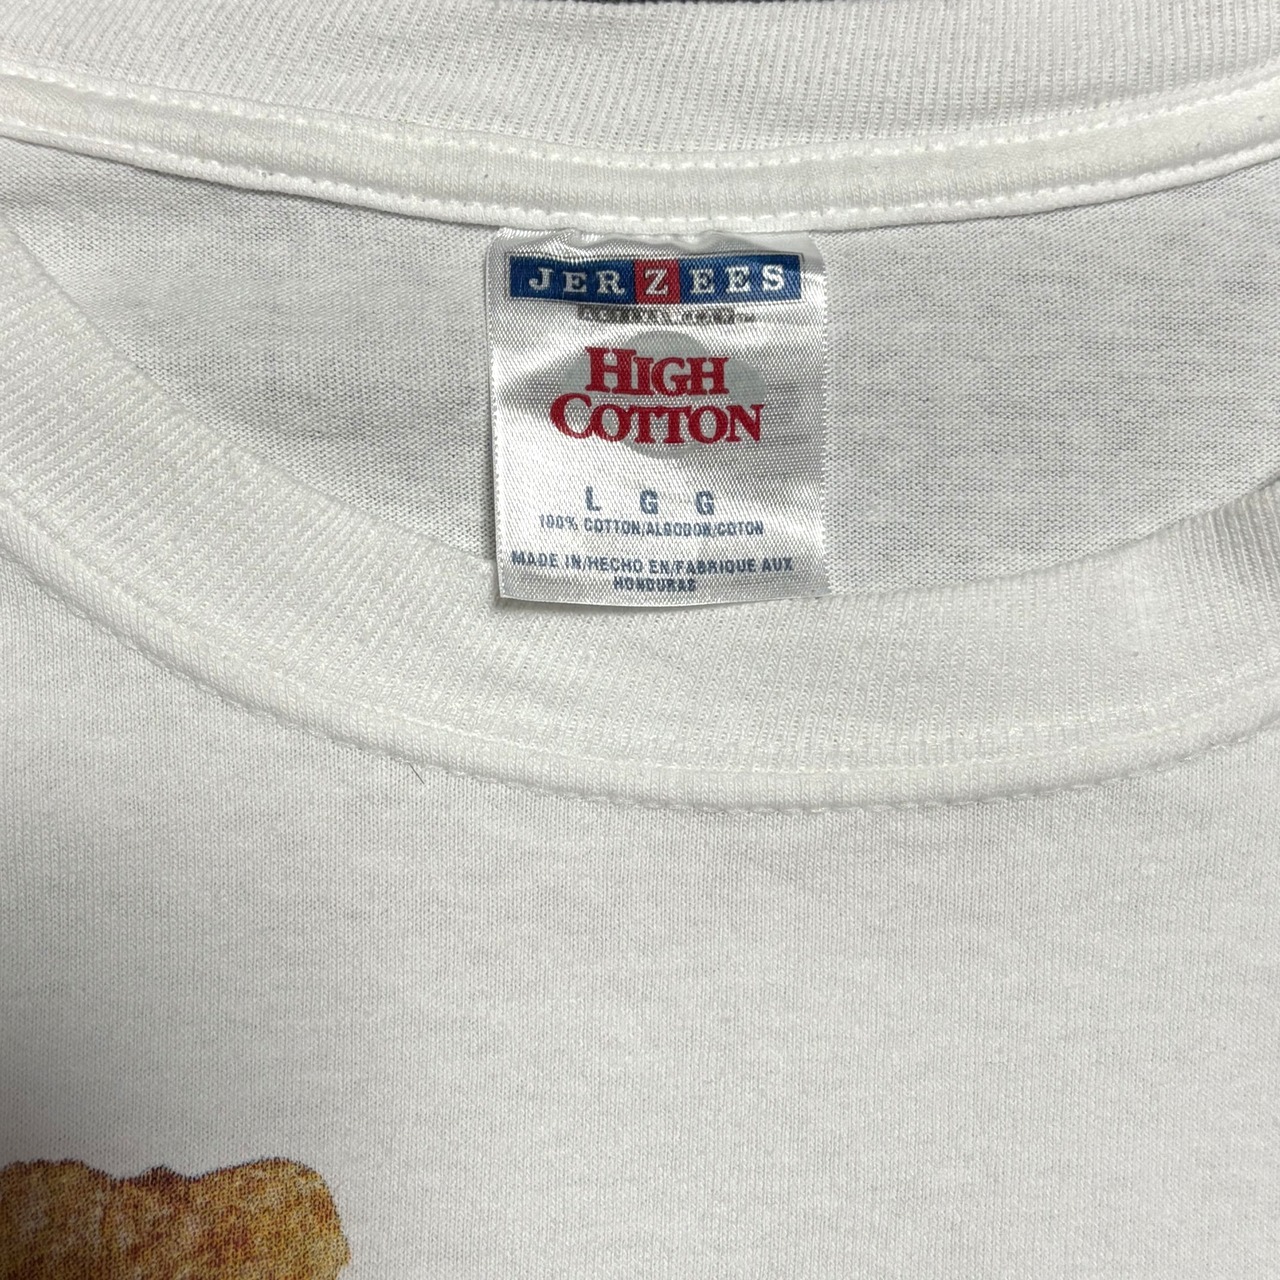 JERZEES
HIGH
COTTON
L G G
100% COTTON/ALGODON/COTON
MADE IN/HECHO EN/FABRIQUE AUX
HONDURAS